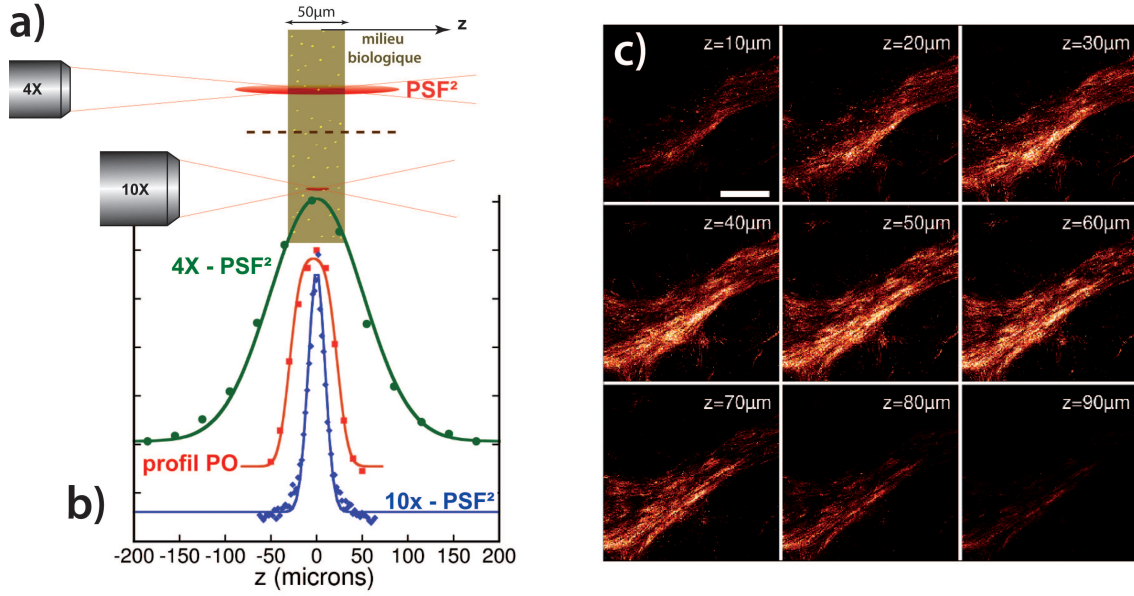 a)
50µm
z
milieu
biologique
4X
PSF²
10X
4X - PSF²
profil PO
10x - PSF²
b)
-200 -150 -100 -50 0 50 100 150 200
z (microns)
c)
z=10µm
z=20µm
z=30µm
z=40µm
z=50µm
z=60µm
z=70µm
z=80µm
z=90µm